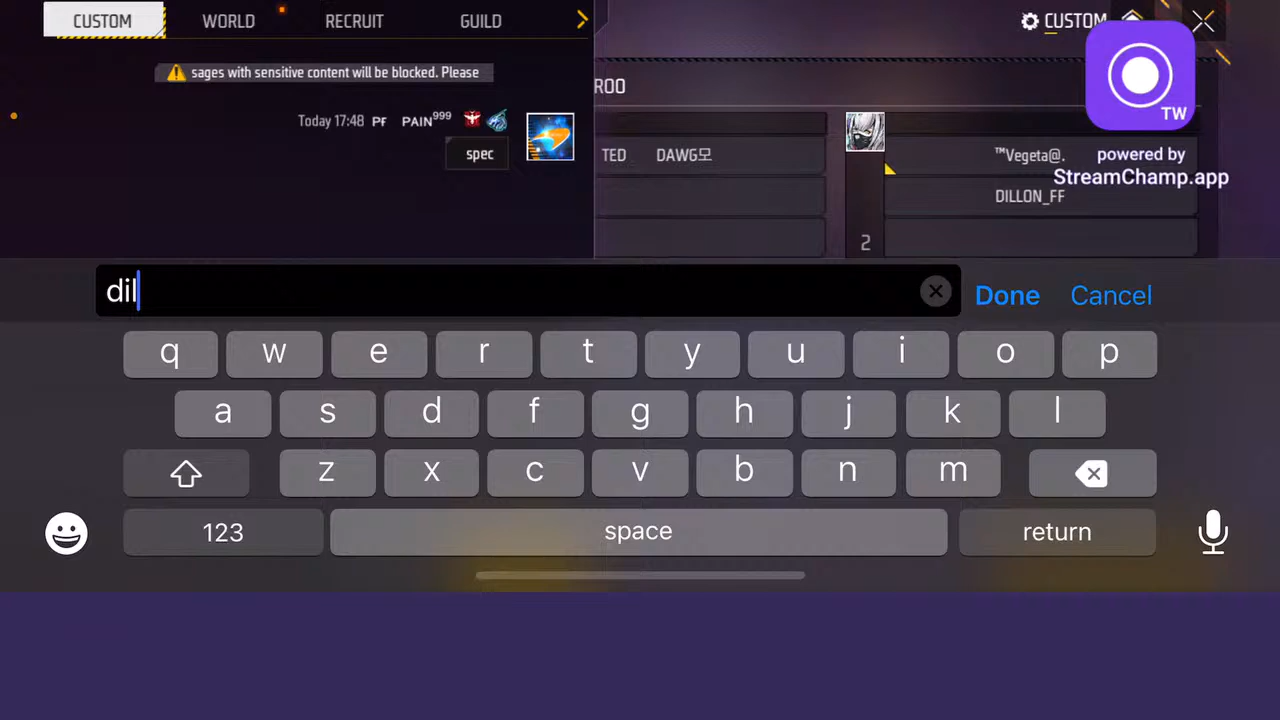 CUSTOM WORLD RECRUIT GUILD
CUSTOM
sages with sensitive content will be blocked. Please
ROO
Today 17:48 PF PAIN999
spec
TED DAWG모
™Vegeta@.
DILLON_FF
2
TW
powered by
StreamChamp.app
dil
Done Cancel
q w e r t y u i o p
a s d f g h j k l
z x c v b n m
123 space return